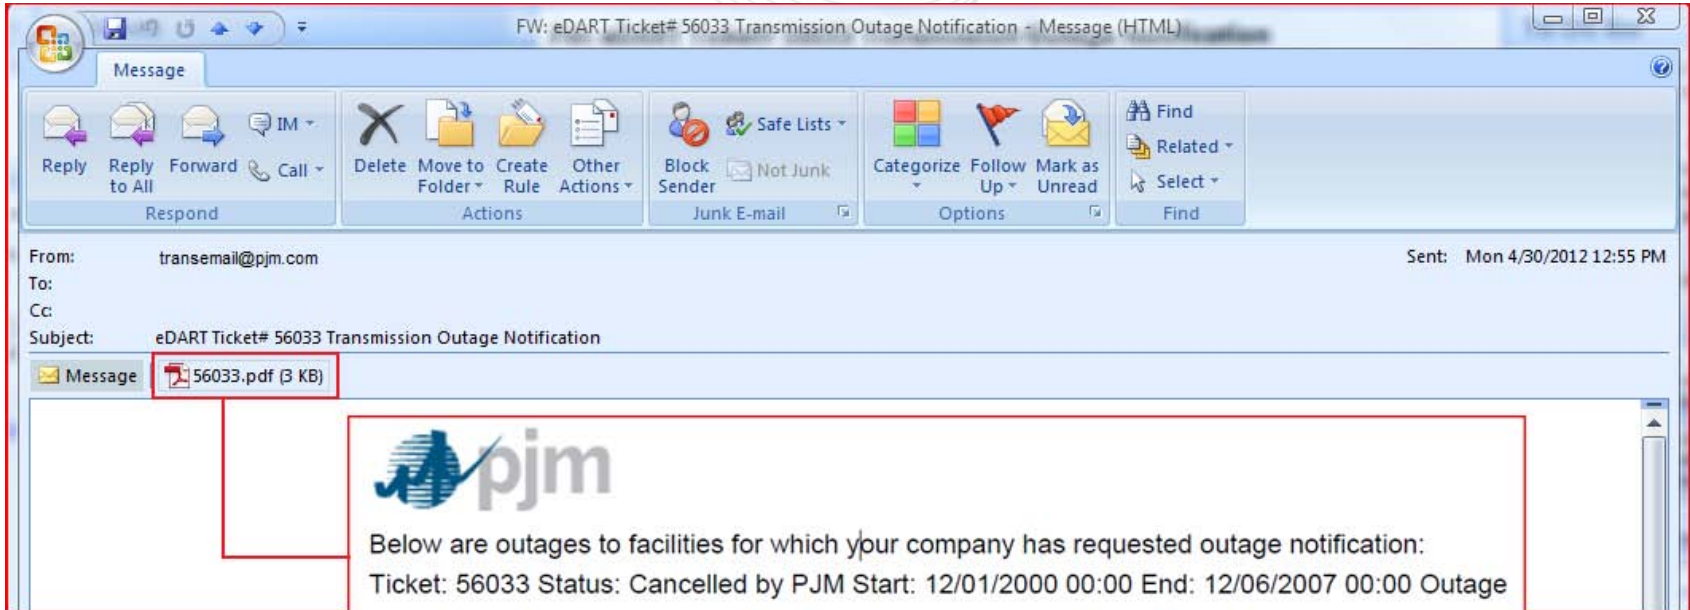 FW: eDART Ticket# 56033 Transmission Outage Notification - Message (HTML)
Message
Reply
Reply to All
Forward
IM
Call
Respond
Delete
Move to Folder
Create Rule
Other Actions
Actions
Block Sender
Safe Lists
Not Junk
Junk E-mail
Categorize
Follow Up
Mark as Unread
Options
Find
Related
Select
Find
From: transemail@pjm.com
Sent: Mon 4/30/2012 12:55 PM
To:
Cc:
Subject: eDART Ticket# 56033 Transmission Outage Notification
Message
56033.pdf (3 KB)
pjm
Below are outages to facilities for which your company has requested outage notification:
Ticket: 56033 Status: Cancelled by PJM Start: 12/01/2000 00:00 End: 12/06/2007 00:00 Outage